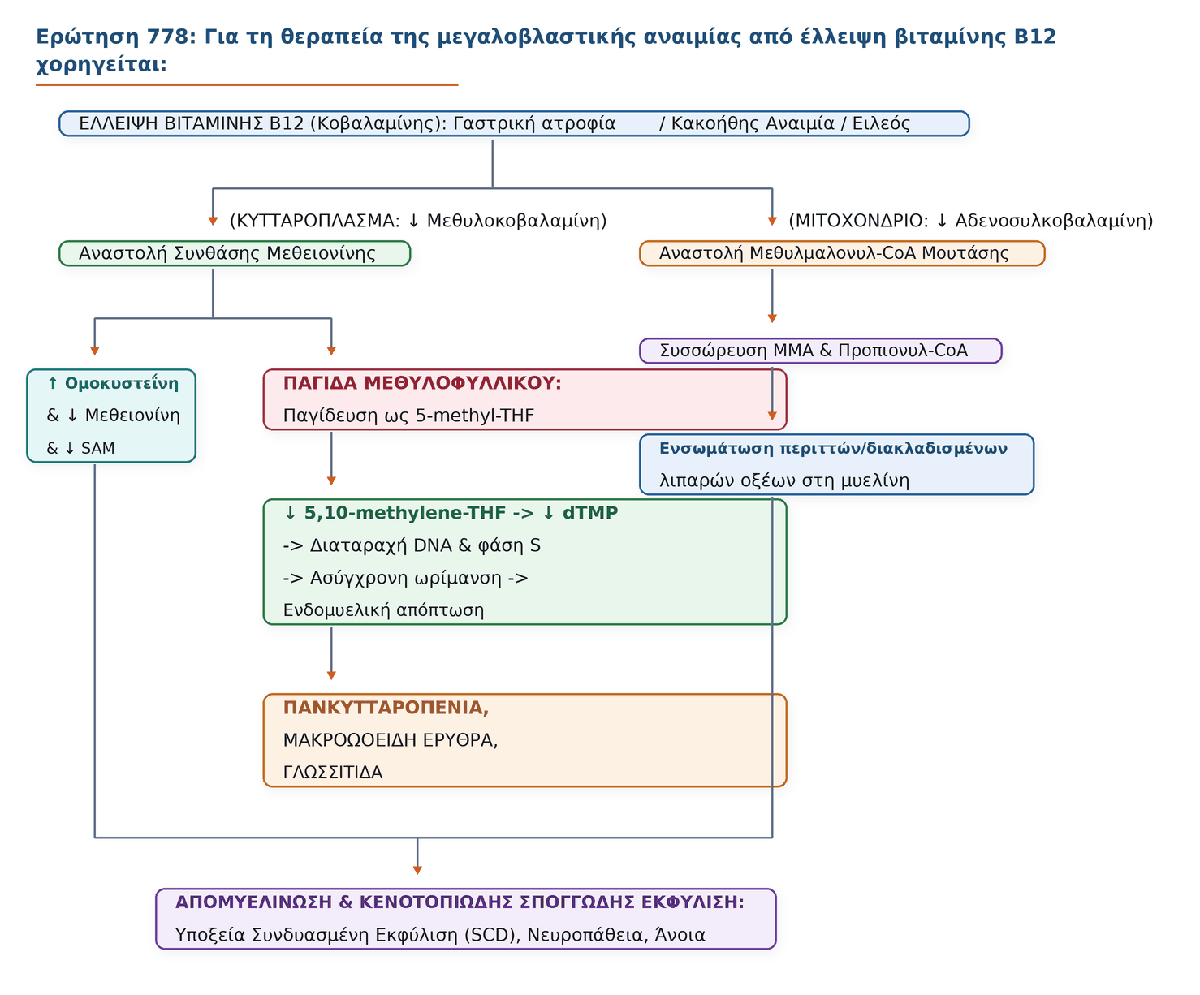 Ερώτηση 778: Για τη θεραπεία της μεγαλοβλαστικής αναιμίας από έλλειψη βιταμίνης Β12
χορηγείται:
ΕΛΛΕΙΨΗ ΒΙΤΑΜΙΝΗΣ Β12 (Κοβαλαμίνης): Γαστρική ατροφία / Κακοήθης Αναιμία / Ειλεός
(ΚΥΤΤΑΡΟΠΛΑΣΜΑ: ↓ Μεθυλοκοβαλαμίνη)
(ΜΙΤΟΧΟΝΔΡΙΟ: ↓ Αδενοσυλκοβαλαμίνη)
Αναστολή Συνθάσης Μεθειονίνης
Αναστολή Μεθυλμαλονυλ-CoA Μουτάσης
Συσσώρευση MMA & Προπιονυλ-CoA
↑ Ομοκυστεΐνη
& ↓ Μεθειονίνη
& ↓ SAM
ΠΑΓΙΔΑ ΜΕΘΥΛΟΦΥΛΛΙΚΟΥ:
Παγίδευση ως 5-methyl-THF
Ενσωμάτωση περιττών/διακλαδισμένων
λιπαρών οξέων στη μυελίνη
↓ 5,10-methylene-THF -> ↓ dTMP
-> Διαταραχή DNA & φάση S
-> Ασύγχρονη ωρίμανση ->
Ενδομυελική απόπτωση
ΠΑΝΚΥΤΤΑΡΟΠΕΝΙΑ,
ΜΑΚΡΟΩΟΕΙΔΗ ΕΡΥΘΡΑ,
ΓΛΩΣΣΙΤΙΔΑ
ΑΠΟΜΥΕΛΙΝΩΣΗ & ΚΕΝΟΤΟΠΙΩΔΗΣ ΣΠΟΓΓΩΔΗΣ ΕΚΦΥΛΙΣΗ:
Υποξεία Συνδυασμένη Εκφύλιση (SCD), Νευροπάθεια, Άνοια